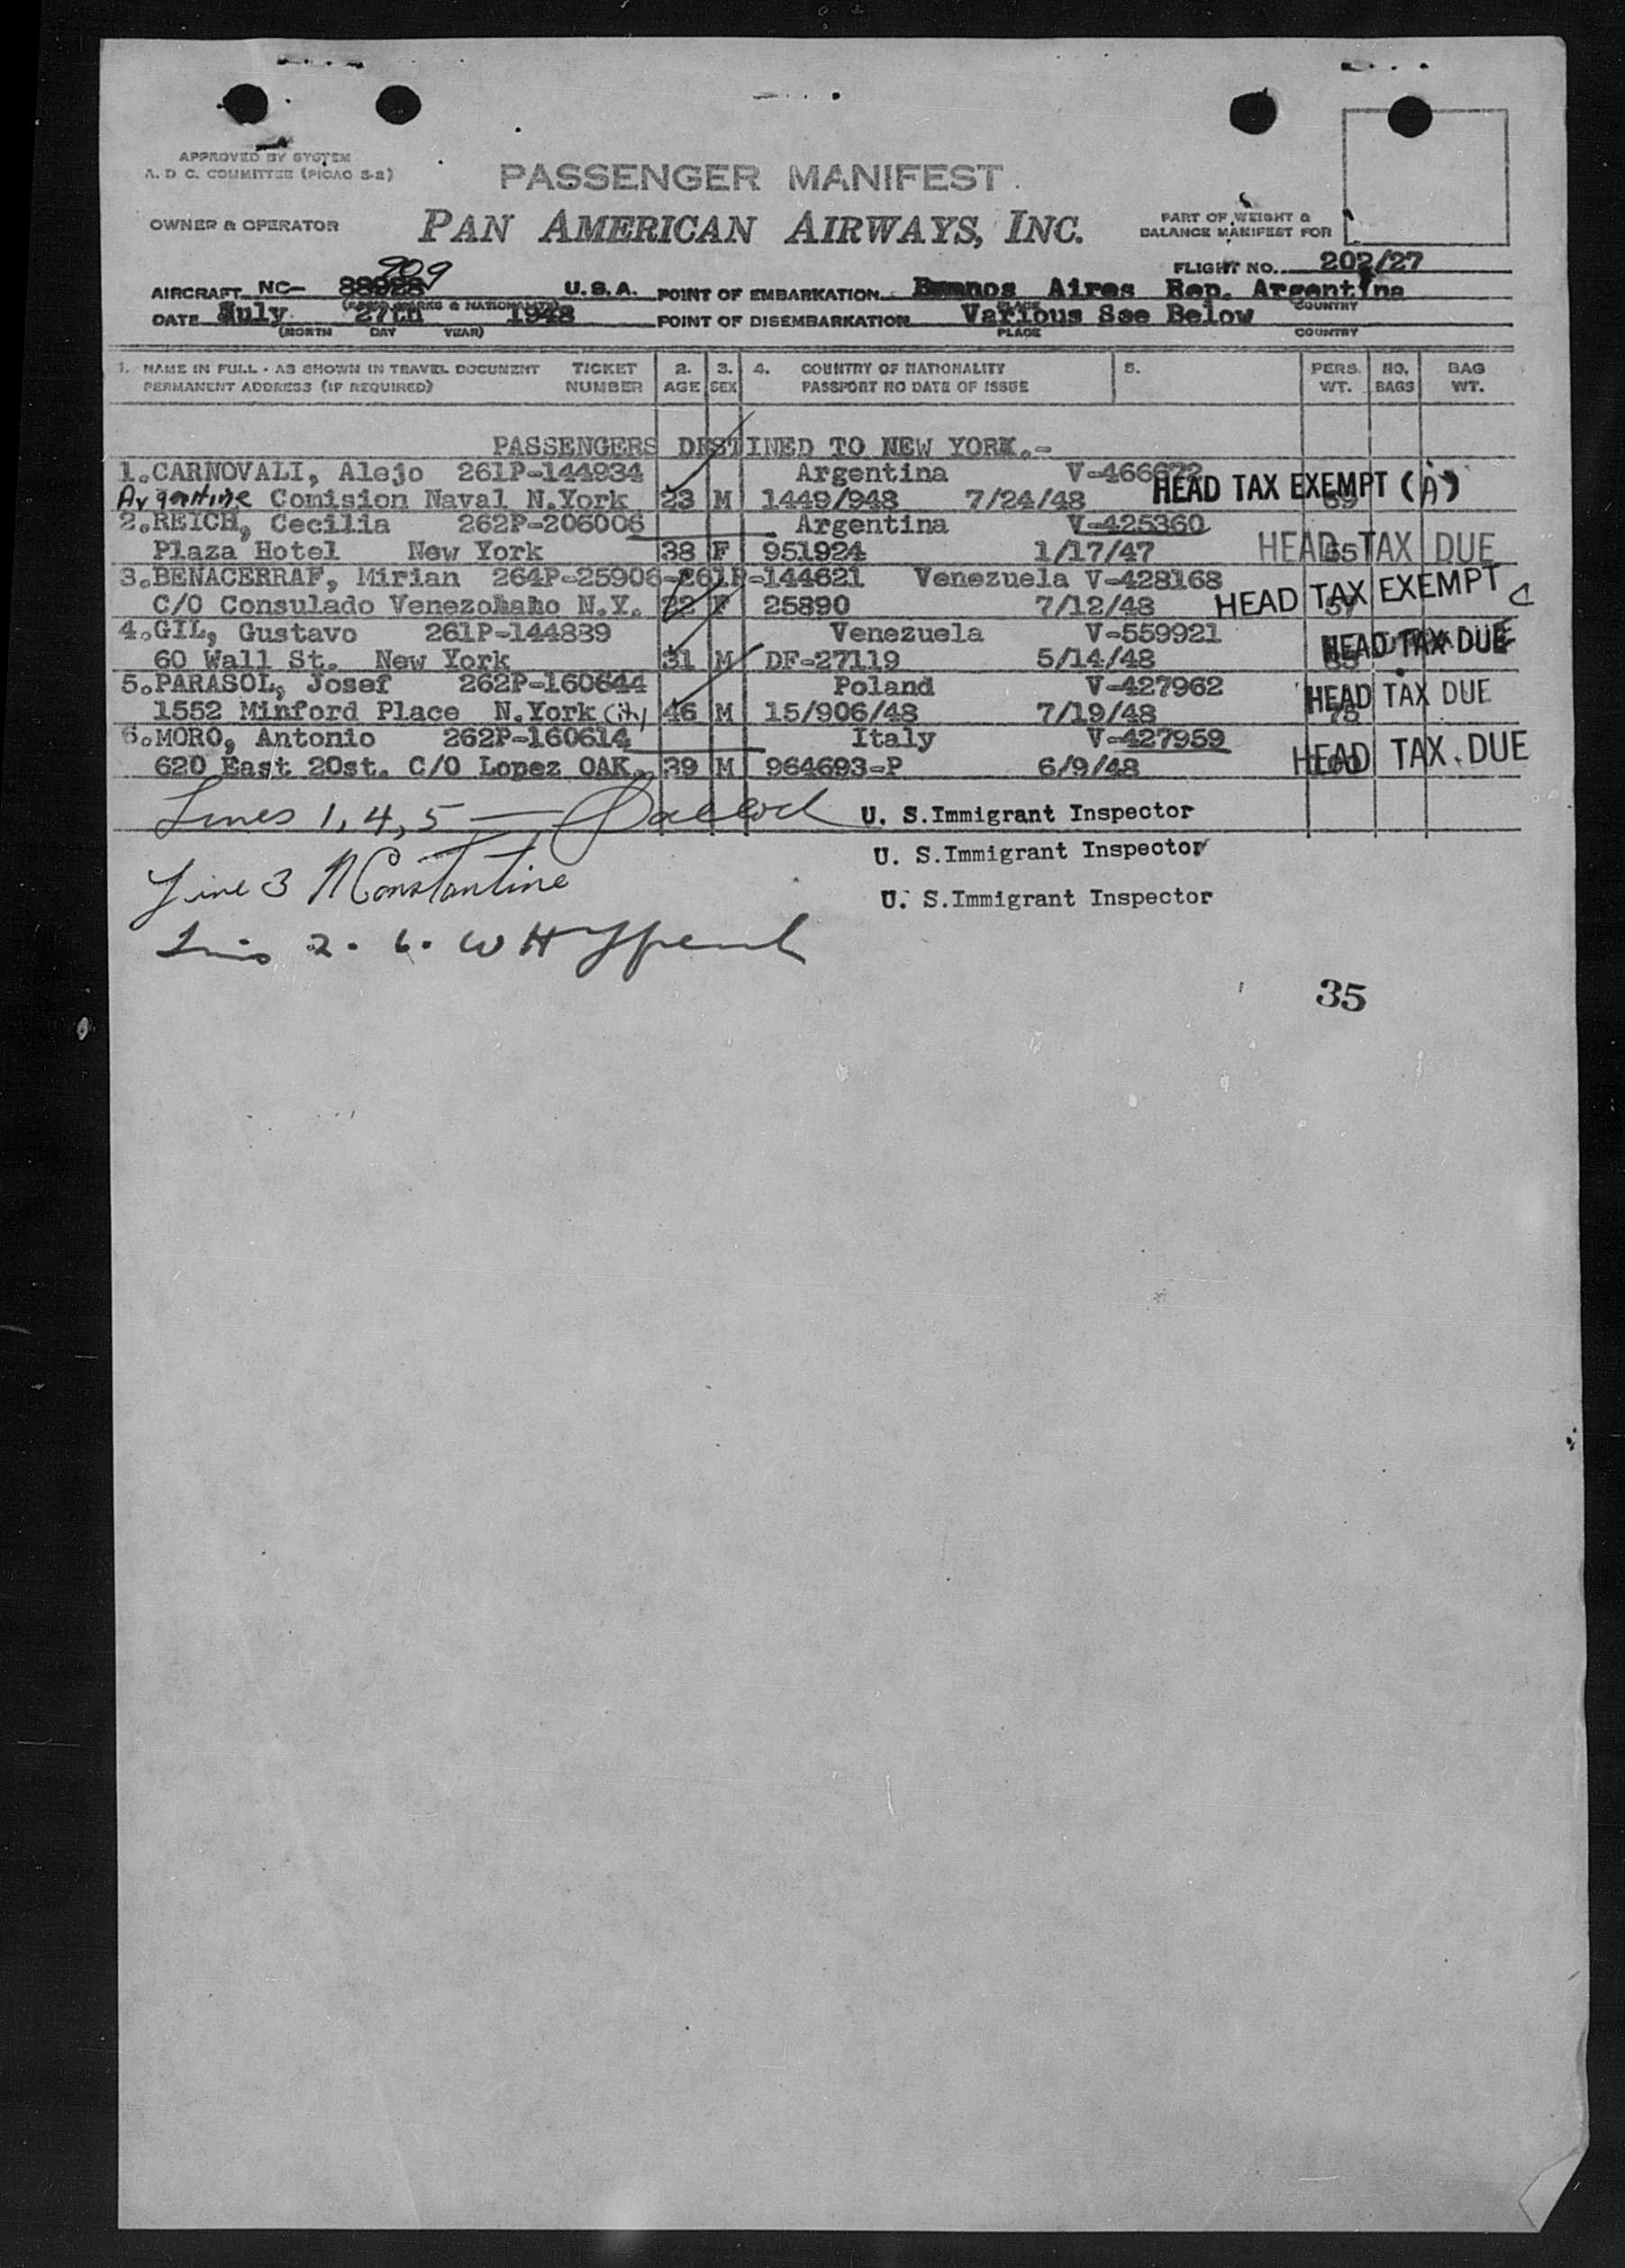 APPROVED BY SYSTEM
A. D C. COMMITTEE (PICAO S-2)
PASSENGER MANIFEST
OWNER & OPERATOR PAN AMERICAN AIRWAYS, INC.
PART OF WEIGHT &
BALANCE MANIFEST FOR
FLIGHT NO. 202/27
909
AIRCRAFT NC- 88928 U.S.A. POINT OF EMBARKATION Buenos Aires Rep. Argentina
PLACE COUNTRY
DATE July 27th 1948 POINT OF DISEMBARKATION Various See Below
(MONTH DAY YEAR) PLACE COUNTRY
1. NAME IN FULL - AS SHOWN IN TRAVEL DOCUMENT TICKET 2. 3. 4. COUNTRY OF NATIONALITY 5. PERS. NO. BAG
PERMANENT ADDRESS (IF REQUIRED) NUMBER AGE SEX PASSPORT NO DATE OF ISSUE WT. BAGS WT.
PASSENGERS DESTINED TO NEW YORK.-
1.CARNOVALI, Alejo 261P-144934 Argentina V-466672
HEAD TAX EXEMPT (A)
Argentine Comision Naval N.York 23 M 1449/948 7/24/48
2.REICH, Cecilia 262P-206006 Argentina V-425360
Plaza Hotel New York 38 F 951924 1/17/47 HEAD TAX DUE
3.BENACERRAF, Mirian 264P-25906-261P-144621 Venezuela V-428168
C/O Consulado Venezolano N.Y. 22 F 25890 7/12/48 HEAD TAX EXEMPT C
4.GIL, Gustavo 261P-144839 Venezuela V-559921
60 Wall St. New York 31 M DF-27119 5/14/48 HEAD TAX DUE
5.PARASOL, Josef 262P-160644 Poland V-427962
1552 Minford Place N.York City 46 M 15/906/48 7/19/48 HEAD TAX DUE
6.MORO, Antonio 262P-160614 Italy V-427959
620 East 20st. C/O Lopez OAK. 39 M 964693-P 6/9/48 HEAD TAX DUE
Lines 1, 4, 5 — U. S.Immigrant Inspector
U. S.Immigrant Inspector
Line 3 Constantine
U. S.Immigrant Inspector
2. 6. W H
35